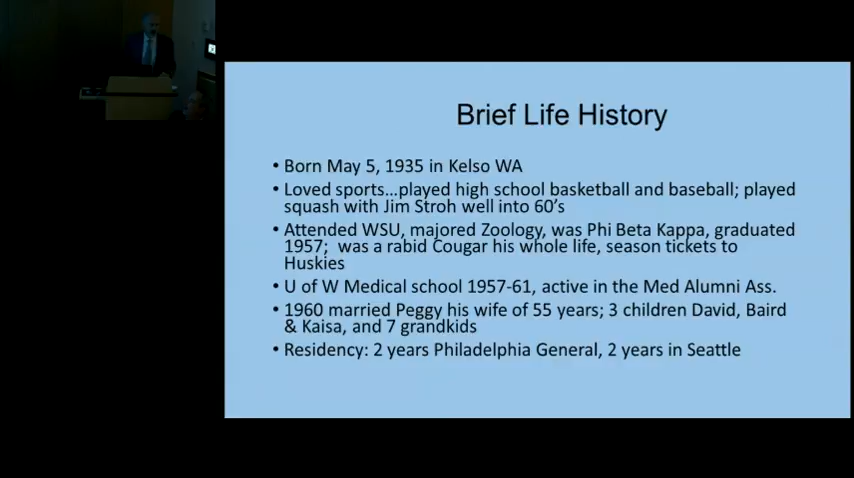 Brief Life History
• Born May 5, 1935 in Kelso WA
• Loved sports...played high school basketball and baseball; played
squash with Jim Stroh well into 60's
• Attended WSU, majored Zoology, was Phi Beta Kappa, graduated
1957;  was a rabid Cougar his whole life, season tickets to
Huskies
• U of W Medical school 1957-61, active in the Med Alumni Ass.
• 1960 married Peggy his wife of 55 years; 3 children David, Baird
& Kaisa, and 7 grandkids
• Residency: 2 years Philadelphia General, 2 years in Seattle